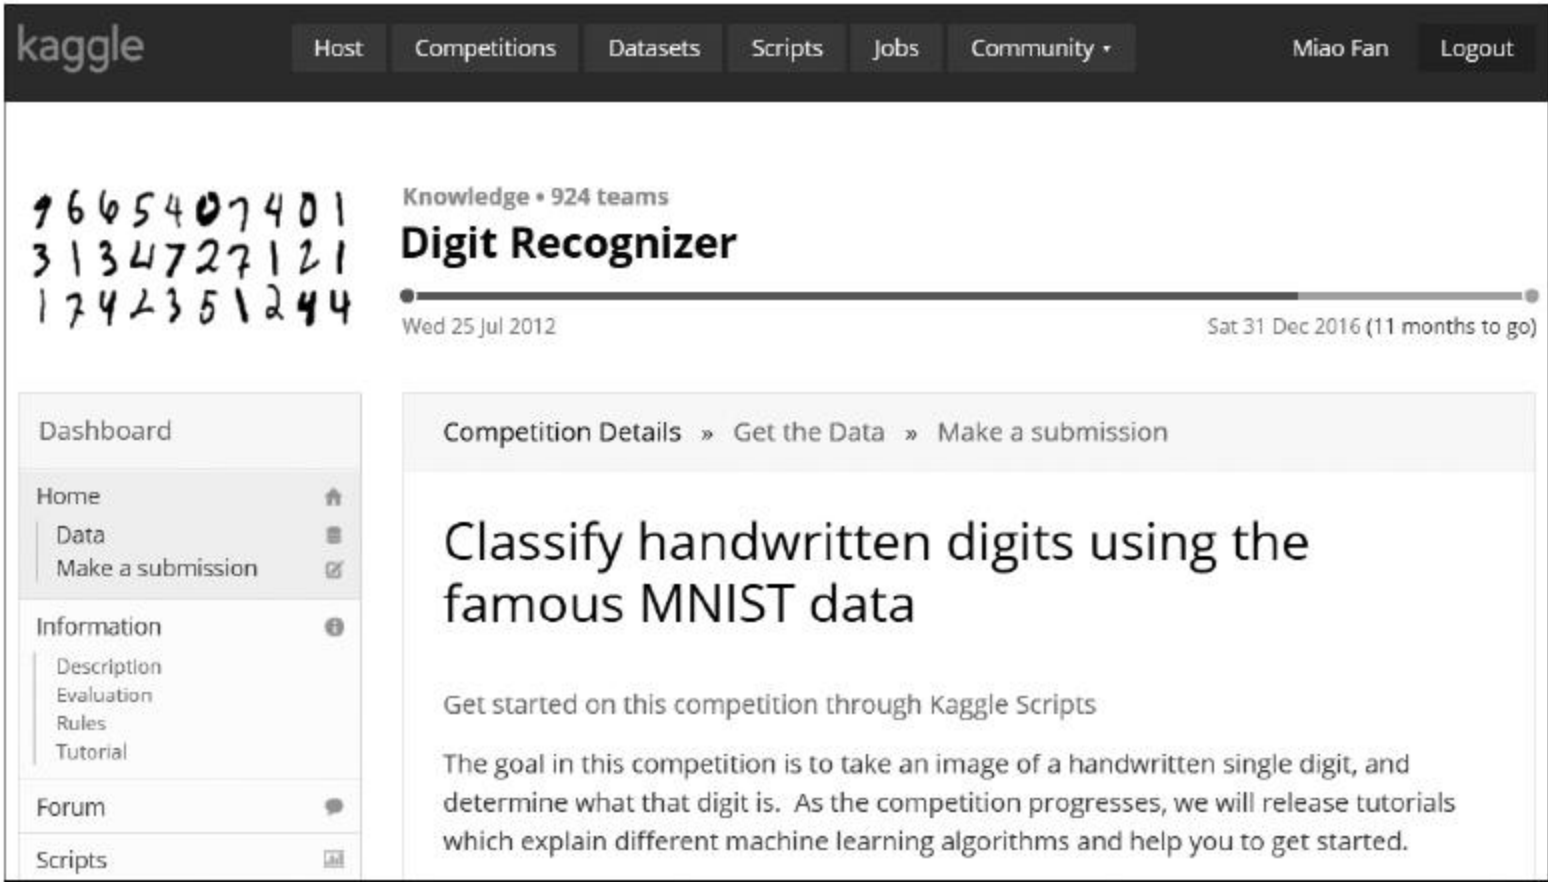 kaggle
Host Competitions Datasets Scripts Jobs Community Miao Fan Logout
9 6 6 5 4 0 7 4 0 1
3 1 3 4 7 2 7 1 2 1
1 7 4 2 3 5 1 2 4 4
Knowledge • 924 teams
Digit Recognizer
Wed 25 Jul 2012
Sat 31 Dec 2016 (11 months to go)
Dashboard
Home
Data
Make a submission
Information
Description
Evaluation
Rules
Tutorial
Forum
Scripts
Competition Details » Get the Data » Make a submission
Classify handwritten digits using the
famous MNIST data
Get started on this competition through Kaggle Scripts
The goal in this competition is to take an image of a handwritten single digit, and
determine what that digit is.  As the competition progresses, we will release tutorials
which explain different machine learning algorithms and help you to get started.